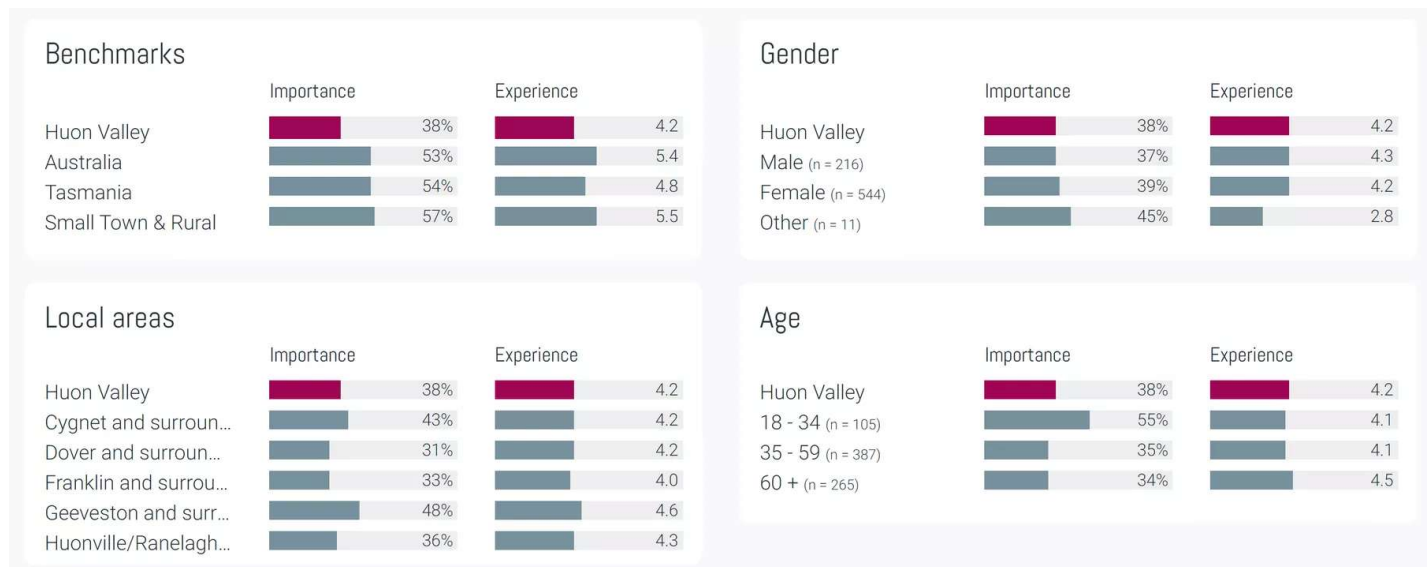 Benchmarks
Importance Experience
Huon Valley 38% 4.2
Australia 53% 5.4
Tasmania 54% 4.8
Small Town & Rural 57% 5.5
Gender
Importance Experience
Huon Valley 38% 4.2
Male (n = 216) 37% 4.3
Female (n = 544) 39% 4.2
Other (n = 11) 45% 2.8
Local areas
Importance Experience
Huon Valley 38% 4.2
Cygnet and surroun... 43% 4.2
Dover and surroun... 31% 4.2
Franklin and surrou... 33% 4.0
Geeveston and surr... 48% 4.6
Huonville/Ranelagh... 36% 4.3
Age
Importance Experience
Huon Valley 38% 4.2
18 - 34 (n = 105) 55% 4.1
35 - 59 (n = 387) 35% 4.1
60 + (n = 265) 34% 4.5